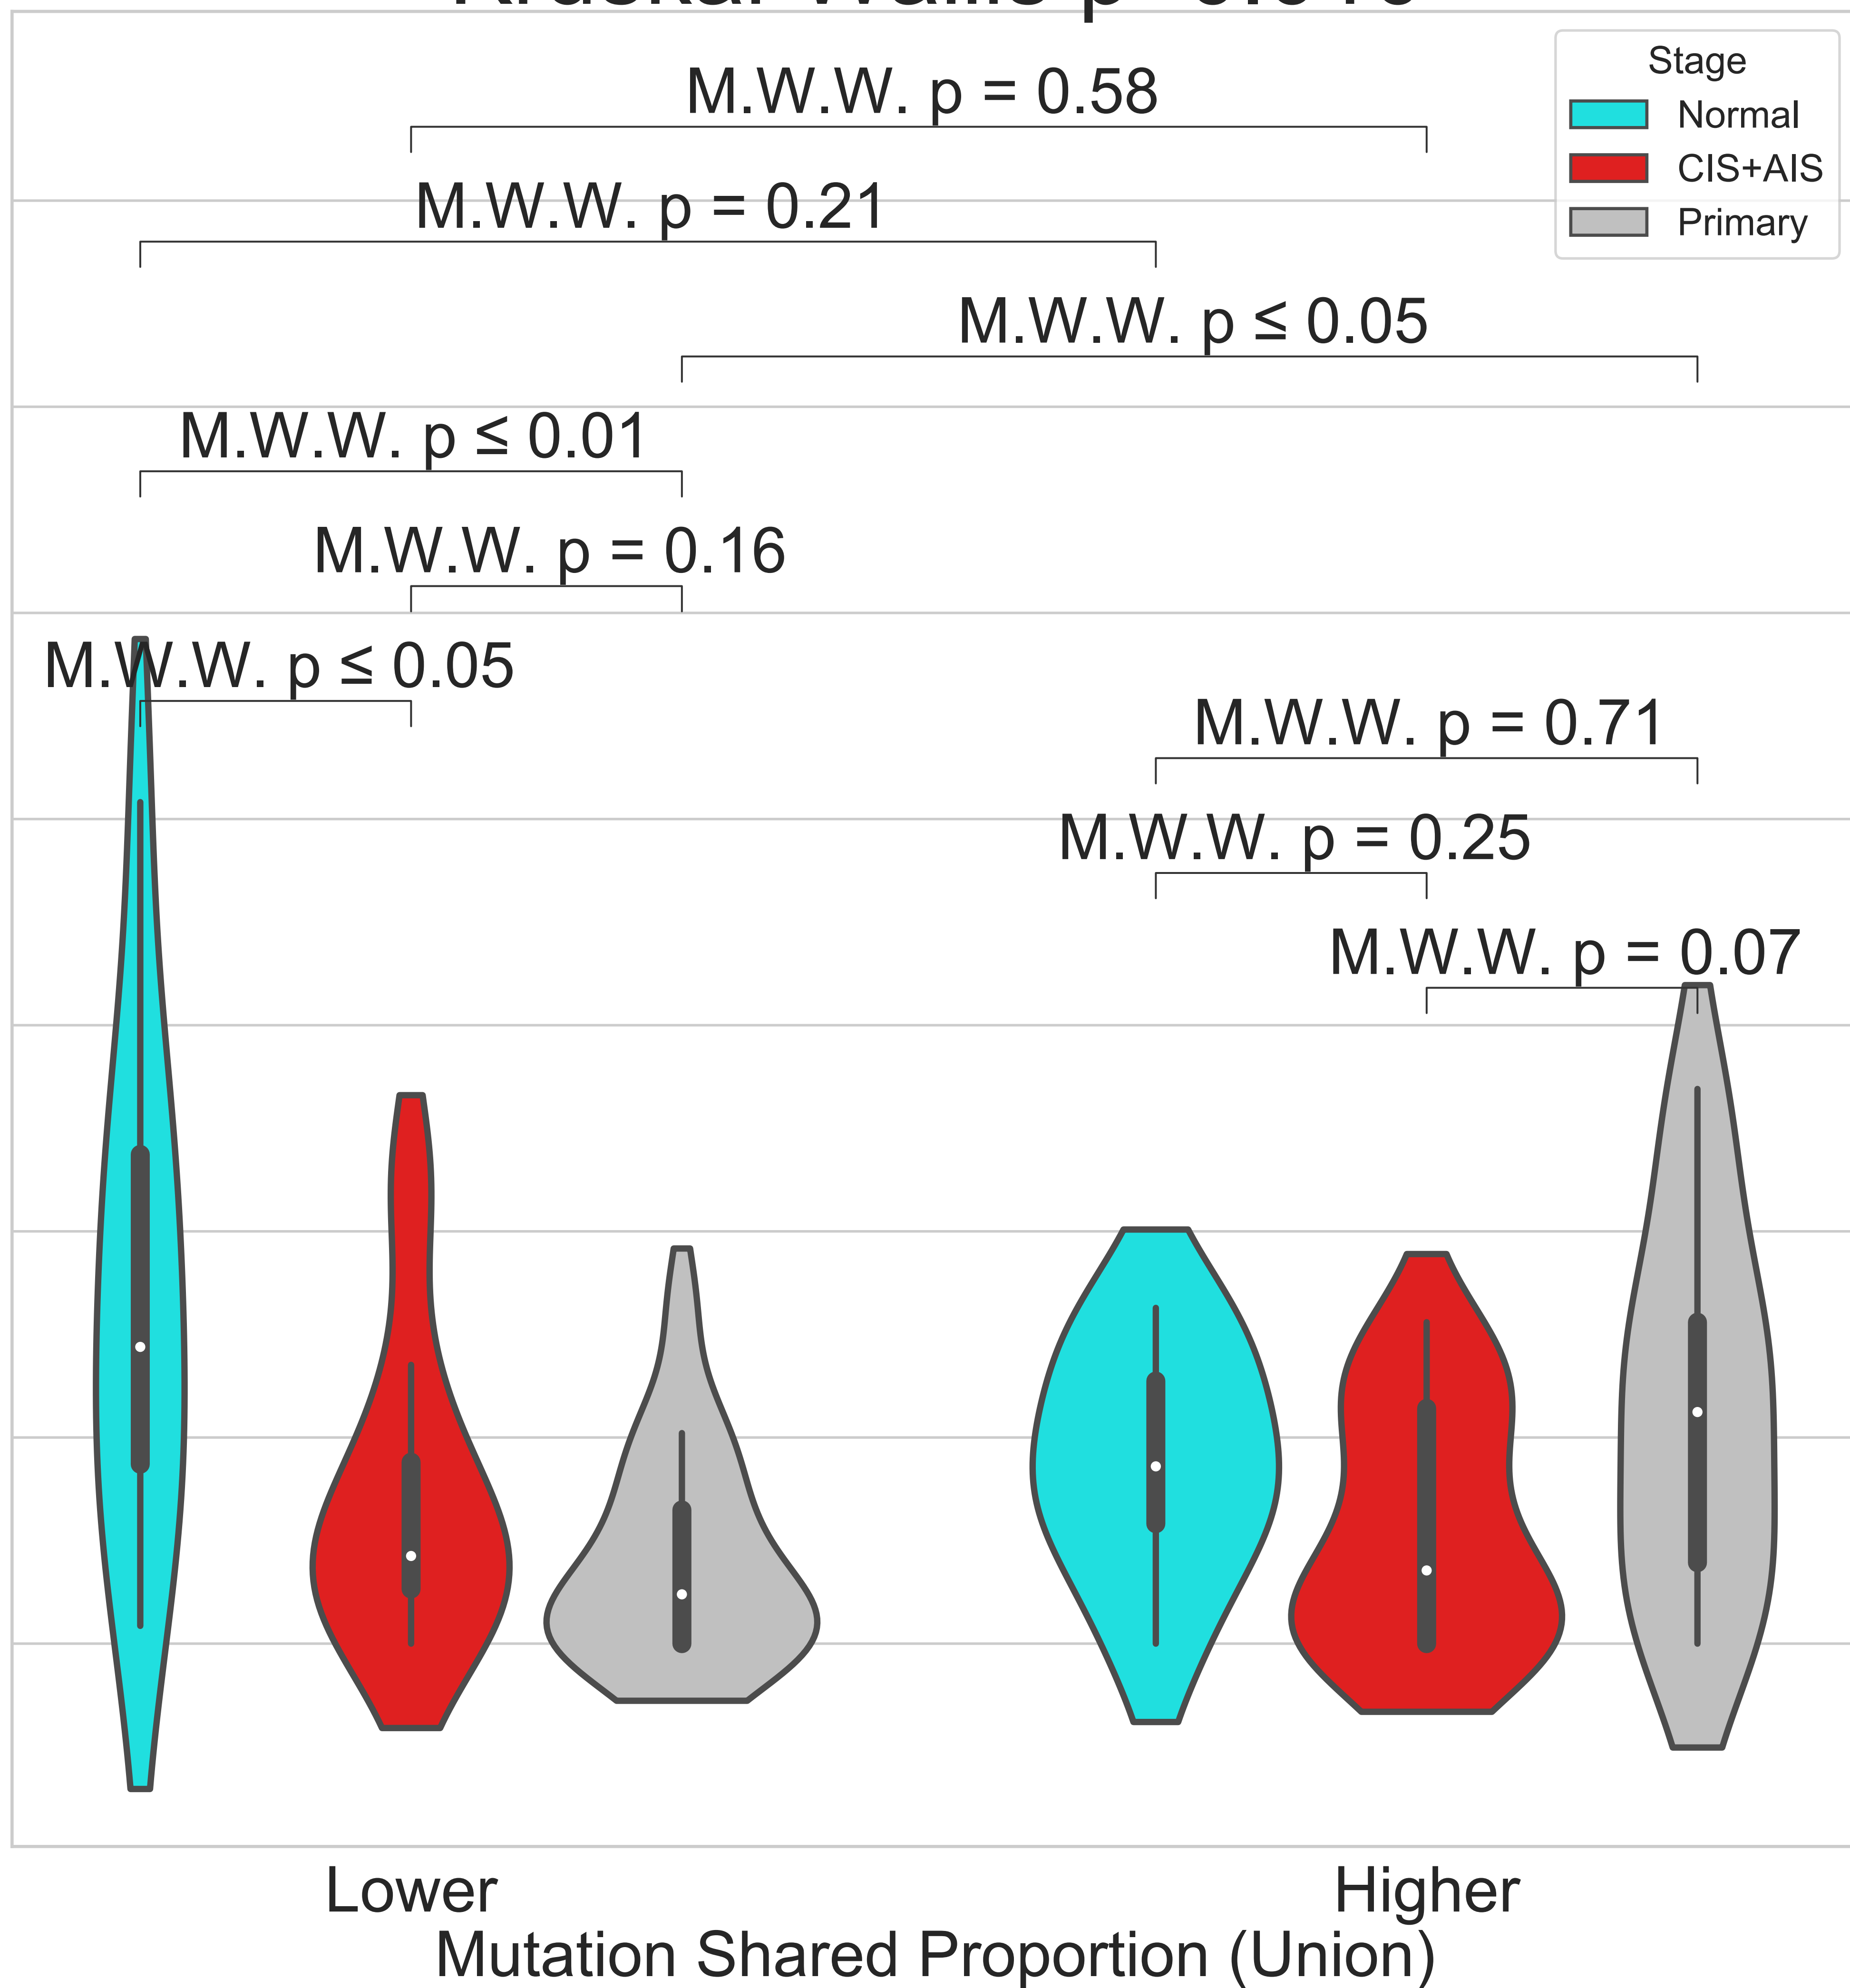 Stage
Normal
CIS+AIS
Primary
M.W.W. p = 0.58
M.W.W. p = 0.21
M.W.W. p ≤ 0.05
M.W.W. p ≤ 0.01
M.W.W. p = 0.16
M.W.W. p ≤ 0.05
M.W.W. p = 0.71
M.W.W. p = 0.25
M.W.W. p = 0.07
Lower
Higher
Mutation Shared Proportion (Union)